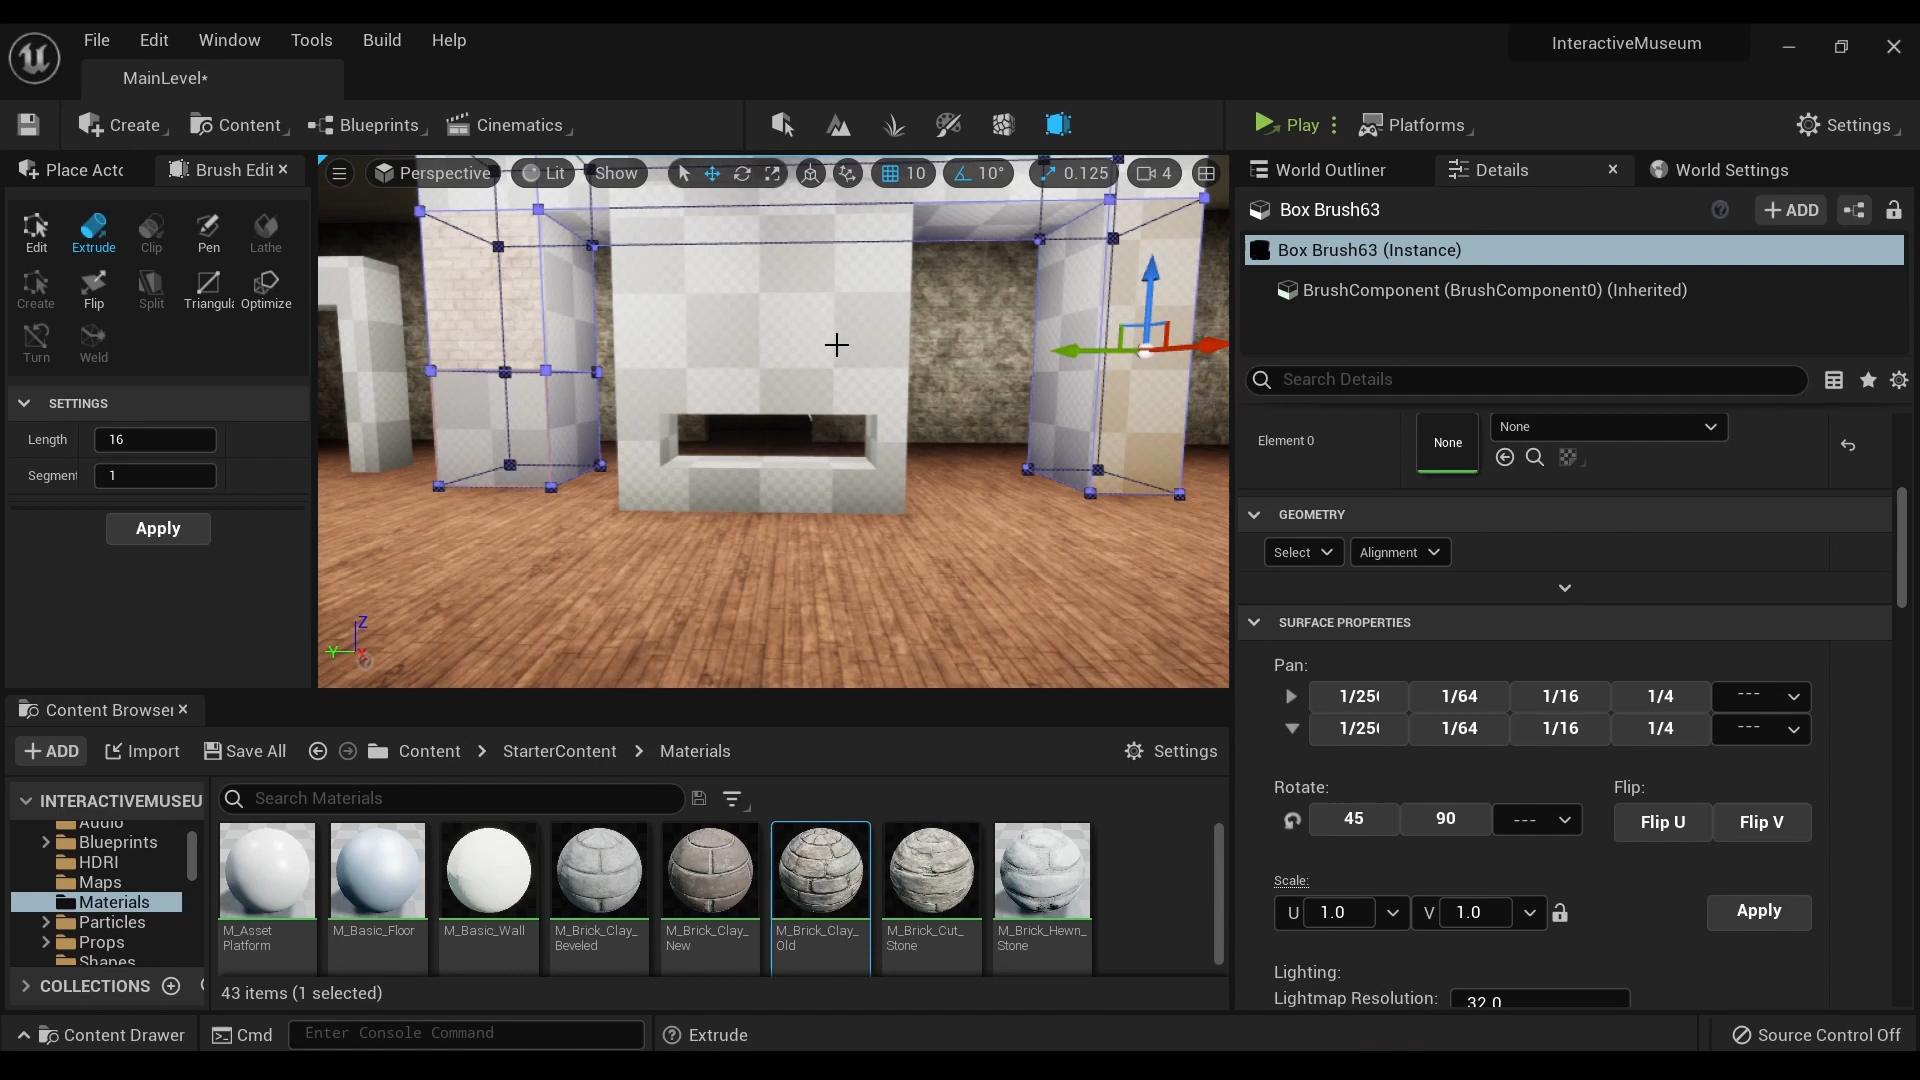 File Edit Window Tools Build Help
InteractiveMuseum
MainLevel*
Create Content Blueprints Cinematics Play Platforms Settings
Place Actc Brush Edit
Perspective Lit Show 10 10° 0.125 4
World Outliner Details World Settings
Box Brush63
+ ADD
Box Brush63 (Instance)
BrushComponent (BrushComponent0) (Inherited)
Edit Extrude Clip Pen Lathe
Create Flip Split Triangula Optimize
Turn Weld
Search Details
SETTINGS
Length 16
Segment 1
Apply
Element 0
None
None
GEOMETRY
Select Alignment
SURFACE PROPERTIES
Pan:
1/256 1/64 1/16 1/4 ---
1/256 1/64 1/16 1/4 ---
Rotate:
Flip:
45 90 ---
Flip U Flip V
Scale:
U 1.0 V 1.0
Apply
Lighting:
Lightmap Resolution: 32.0
Z
Y
X
Content Browser
+ ADD Import Save All Content > StarterContent > Materials Settings
INTERACTIVEMUSEU
Audio
Blueprints
HDRI
Maps
Materials
Particles
Props
Shapes
COLLECTIONS
Search Materials
M_Asset
Platform
M_Basic_Floor
M_Basic_Wall
M_Brick_Clay_
Beveled
M_Brick_Clay_
New
M_Brick_Clay_
Old
M_Brick_Cut_
Stone
M_Brick_Hewn_
Stone
43 items (1 selected)
Content Drawer Cmd Enter Console Command Extrude Source Control Off